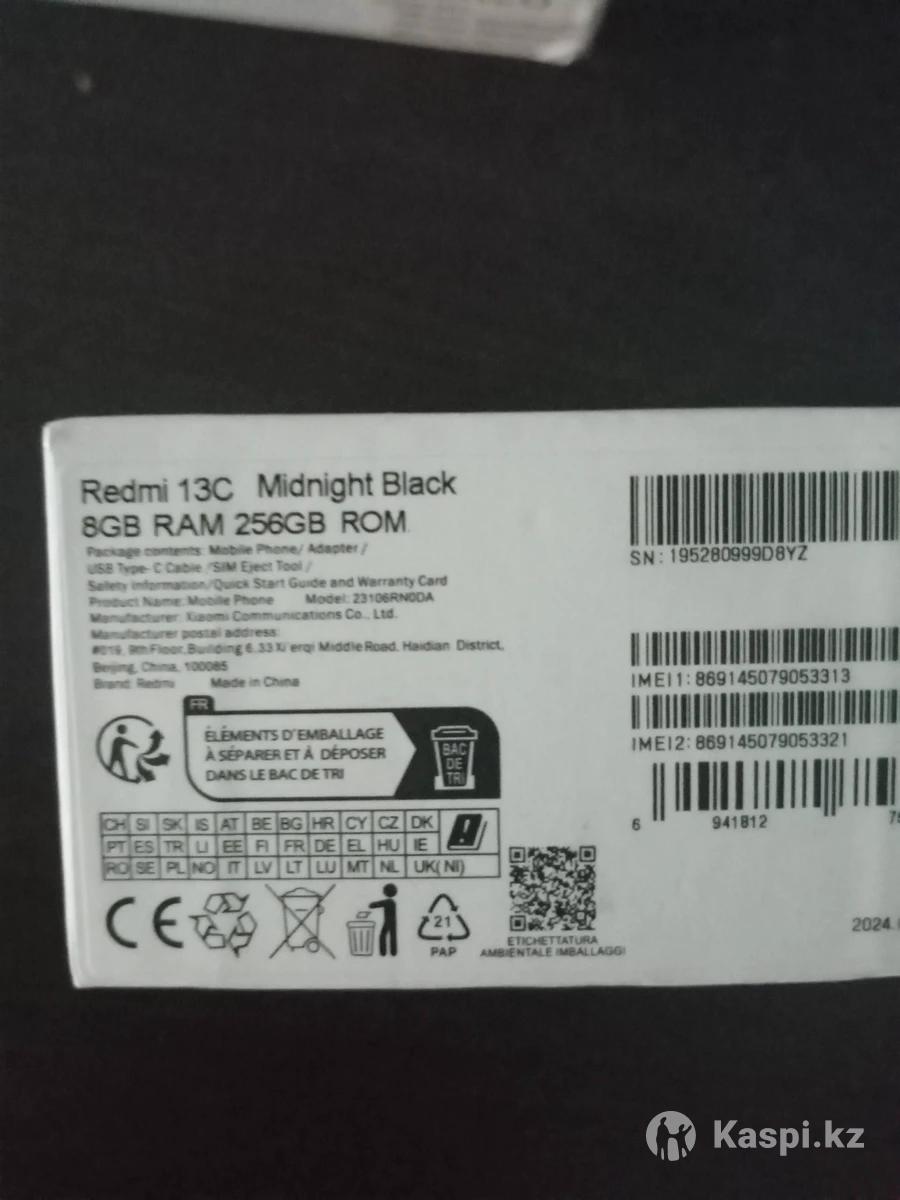 Redmi 13C Midnight Black
8GB RAM 256GB ROM
Package contents: Mobile Phone/ Adapter /
USB Type-C Cable /SIM Eject Tool /
Safety Information/Quick Start Guide and Warranty Card
Product Name: Mobile Phone Model: 23106RN0DA
Manufacturer: Xiaomi Communications Co., Ltd.
Manufacturer postal address:
#019, 9th Floor, Building 6, 33 Xi'erqi Middle Road, Haidian District,
Beijing, China, 100085
Brand: Redmi Made in China
FR
ÉLÉMENTS D'EMBALLAGE
À SÉPARER ET À DÉPOSER
DANS LE BAC DE TRI
BAC
DE
TRI
CH SI SK IS AT BE BG HR CY CZ DK
PT ES TR LI EE FI FR DE EL HU IE
RO SE PL NO IT LV LT LU MT NL UK(NI)
CE
21
PAP
ETICHETTATURA
AMBIENTALE IMBALLAGGI
SN: 195280999D8YZ
IMEI1: 869145079053313
IMEI2: 869145079053321
6 941812
2024.
Kaspi.kz